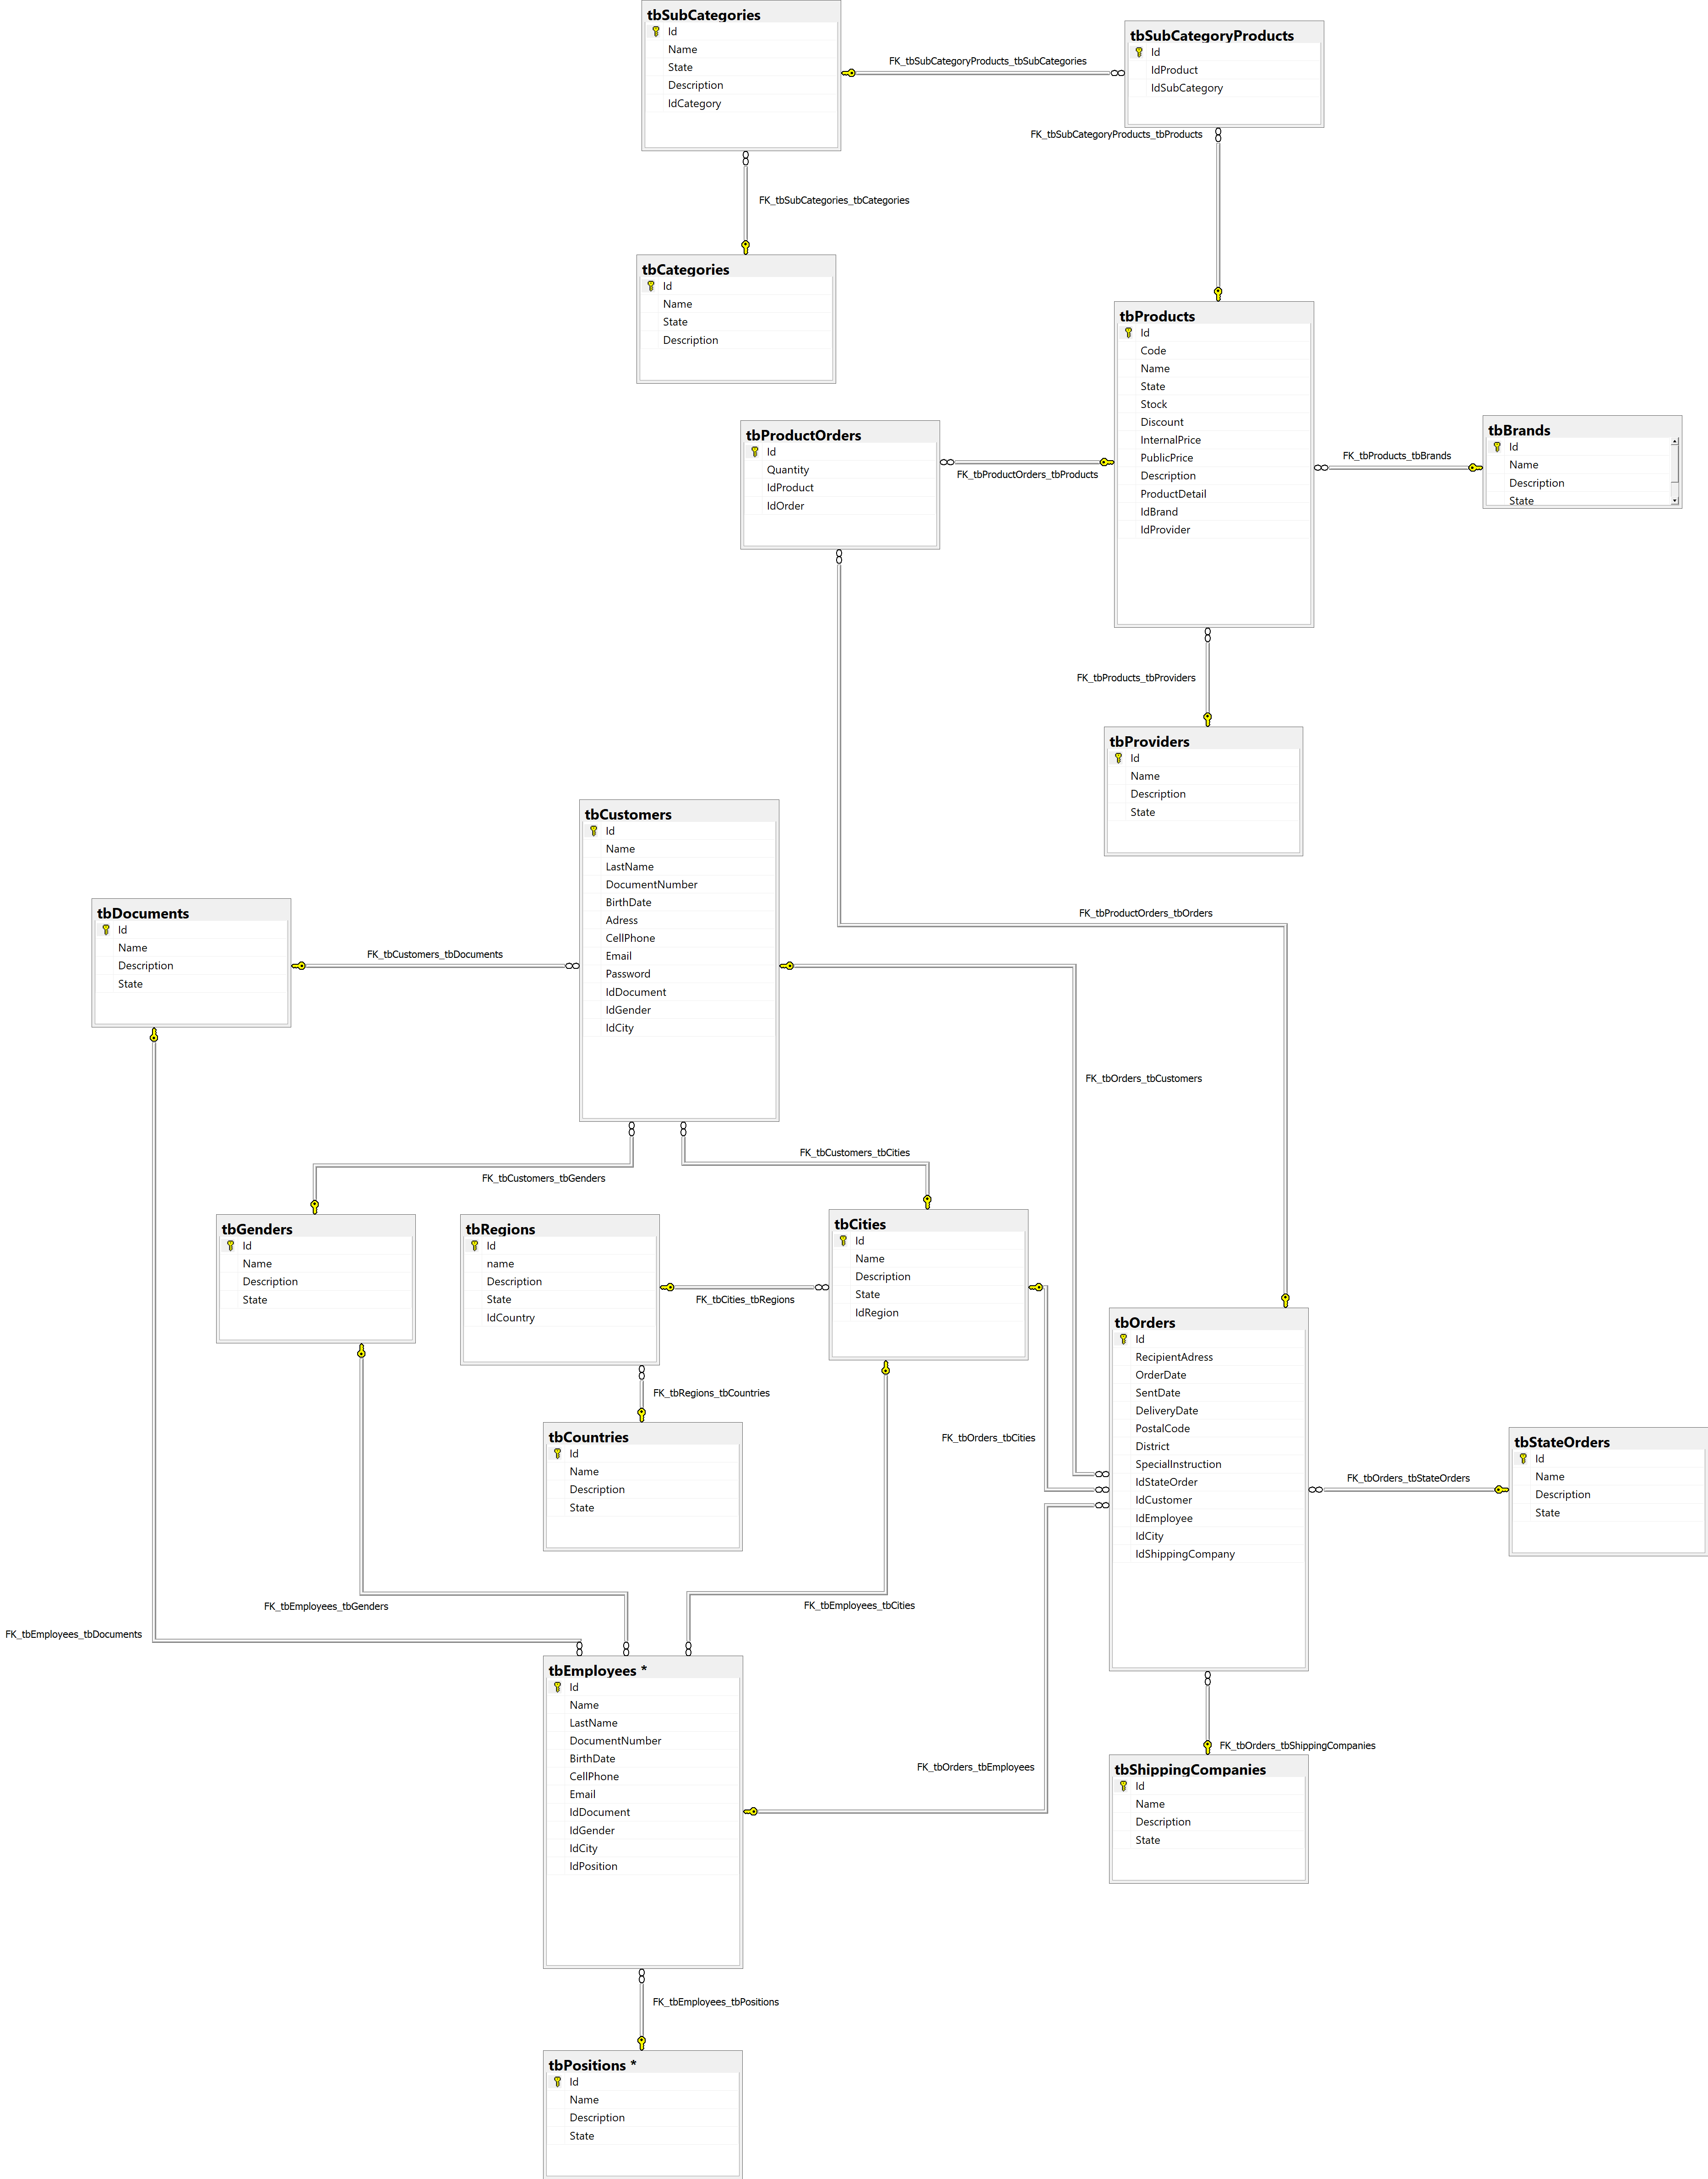 tbSubCategories
Id
Name
State
Description
IdCategory
FK_tbSubCategoryProducts_tbSubCategories
tbSubCategoryProducts
Id
IdProduct
IdSubCategory
FK_tbSubCategoryProducts_tbProducts
FK_tbSubCategories_tbCategories
tbCategories
Id
Name
State
Description
tbProducts
Id
Code
Name
State
Stock
Discount
InternalPrice
PublicPrice
Description
ProductDetail
IdBrand
IdProvider
tbProductOrders
Id
Quantity
IdProduct
IdOrder
FK_tbProductOrders_tbProducts
FK_tbProducts_tbBrands
tbBrands
Id
Name
Description
State
FK_tbProducts_tbProviders
tbProviders
Id
Name
Description
State
tbCustomers
Id
Name
LastName
DocumentNumber
BirthDate
Adress
CellPhone
Email
Password
IdDocument
IdGender
IdCity
tbDocuments
Id
Name
Description
State
FK_tbCustomers_tbDocuments
FK_tbProductOrders_tbOrders
FK_tbOrders_tbCustomers
FK_tbCustomers_tbCities
FK_tbCustomers_tbGenders
tbGenders
Id
Name
Description
State
tbRegions
Id
name
Description
State
IdCountry
FK_tbCities_tbRegions
tbCities
Id
Name
Description
State
IdRegion
FK_tbRegions_tbCountries
tbCountries
Id
Name
Description
State
FK_tbOrders_tbCities
tbOrders
Id
RecipientAdress
OrderDate
SentDate
DeliveryDate
PostalCode
District
SpecialInstruction
IdStateOrder
IdCustomer
IdEmployee
IdCity
IdShippingCompany
FK_tbOrders_tbStateOrders
tbStateOrders
Id
Name
Description
State
FK_tbEmployees_tbGenders
FK_tbEmployees_tbCities
FK_tbEmployees_tbDocuments
tbEmployees *
Id
Name
LastName
DocumentNumber
BirthDate
CellPhone
Email
IdDocument
IdGender
IdCity
IdPosition
FK_tbOrders_tbEmployees
FK_tbOrders_tbShippingCompanies
tbShippingCompanies
Id
Name
Description
State
FK_tbEmployees_tbPositions
tbPositions *
Id
Name
Description
State